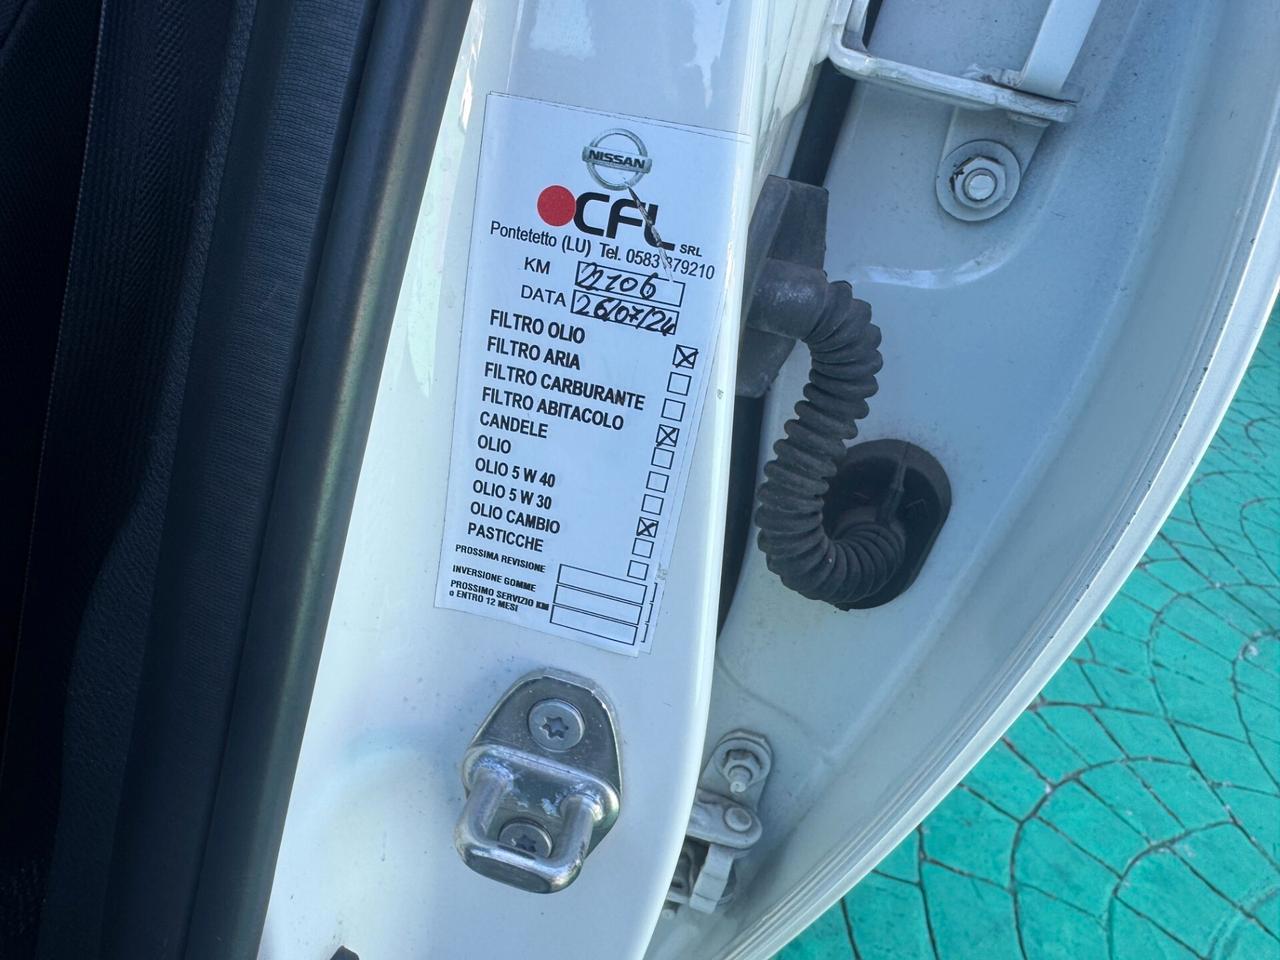 NISSAN
CFL SRL
Pontetetto (LU) Tel. 0583 379210
KM
DATA 26/07/24
FILTRO OLIO
FILTRO ARIA
FILTRO CARBURANTE
FILTRO ABITACOLO
CANDELE
OLIO
OLIO 5 W 40
OLIO 5 W 30
OLIO CAMBIO
PASTICCHE
PROSSIMA REVISIONE
INVERSIONE GOMME
PROSSIMO SERVIZIO KM
o ENTRO 12 MESI